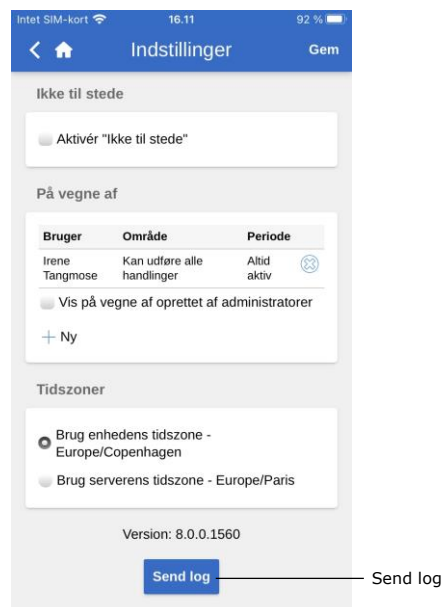 Intet SIM-kort 16.11 92 %
Indstillinger Gem
Ikke til stede
Aktivér "Ikke til stede"
På vegne af
Bruger Område Periode
Irene Tangmose Kan udføre alle handlinger Altid aktiv
Vis på vegne af oprettet af administratorer
+ Ny
Tidszoner
Brug enhedens tidszone -
Europe/Copenhagen
Brug serverens tidszone - Europe/Paris
Version: 8.0.0.1560
Send log
Send log